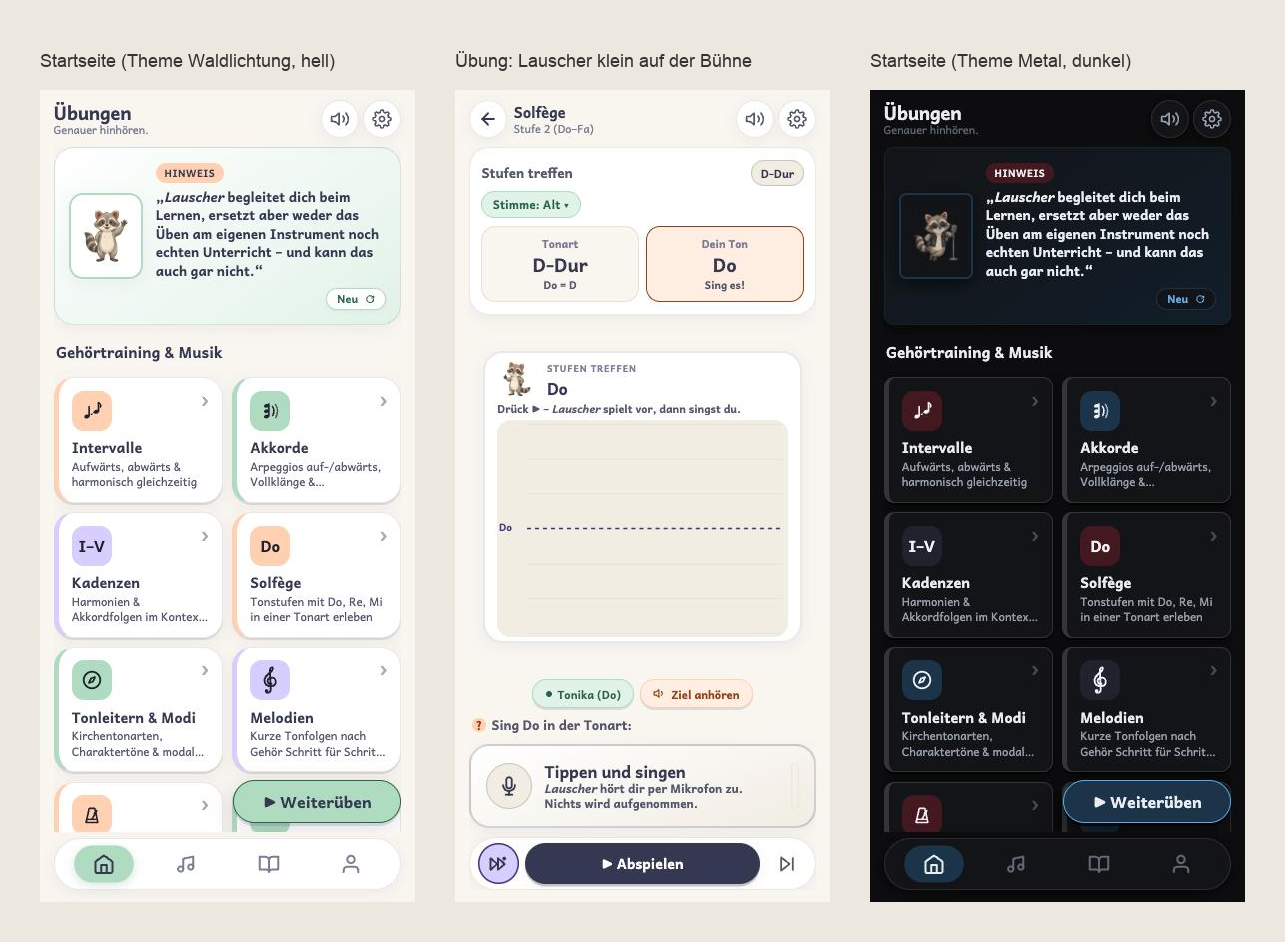 Startseite (Theme Waldlichtung, hell)
Übungen
Genauer hinhören.
HINWEIS
„Lauscher begleitet dich beim
Lernen, ersetzt aber weder das
Üben am eigenen Instrument noch
echten Unterricht – und kann das
auch gar nicht.“
Neu
Gehörtraining & Musik
Intervalle
Aufwärts, abwärts &
harmonisch gleichzeitig
Akkorde
Arpeggios auf-/abwärts,
Vollklänge &...
I–V
Kadenzen
Harmonien &
Akkordfolgen im Kontex...
Do
Solfège
Tonstufen mit Do, Re, Mi
in einer Tonart erleben
Tonleitern & Modi
Kirchentonarten,
Charaktertöne & modal...
Melodien
Kurze Tonfolgen nach
Gehör Schritt für Schrit...
Weiterüben
Übung: Lauscher klein auf der Bühne
Solfège
Stufe 2 (Do–Fa)
Stufen treffen
D-Dur
Stimme: Alt
Tonart
D-Dur
Do = D
Dein Ton
Do
Sing es!
STUFEN TREFFEN
Do
Drück ▶ – Lauscher spielt vor, dann singst du.
Do
Tonika (Do)
Ziel anhören
? Sing Do in der Tonart:
Tippen und singen
Lauscher hört dir per Mikrofon zu.
Nichts wird aufgenommen.
Abspielen
Startseite (Theme Metal, dunkel)
Übungen
Genauer hinhören.
HINWEIS
„Lauscher begleitet dich beim
Lernen, ersetzt aber weder das
Üben am eigenen Instrument noch
echten Unterricht – und kann das
auch gar nicht.“
Neu
Gehörtraining & Musik
Intervalle
Aufwärts, abwärts &
harmonisch gleichzeitig
Akkorde
Arpeggios auf-/abwärts,
Vollklänge &...
I–V
Kadenzen
Harmonien &
Akkordfolgen im Kontex...
Do
Solfège
Tonstufen mit Do, Re, Mi
in einer Tonart erleben
Tonleitern & Modi
Kirchentonarten,
Charaktertöne & modal...
Melodien
Kurze Tonfolgen nach
Gehör Schritt für Schrit...
Weiterüben